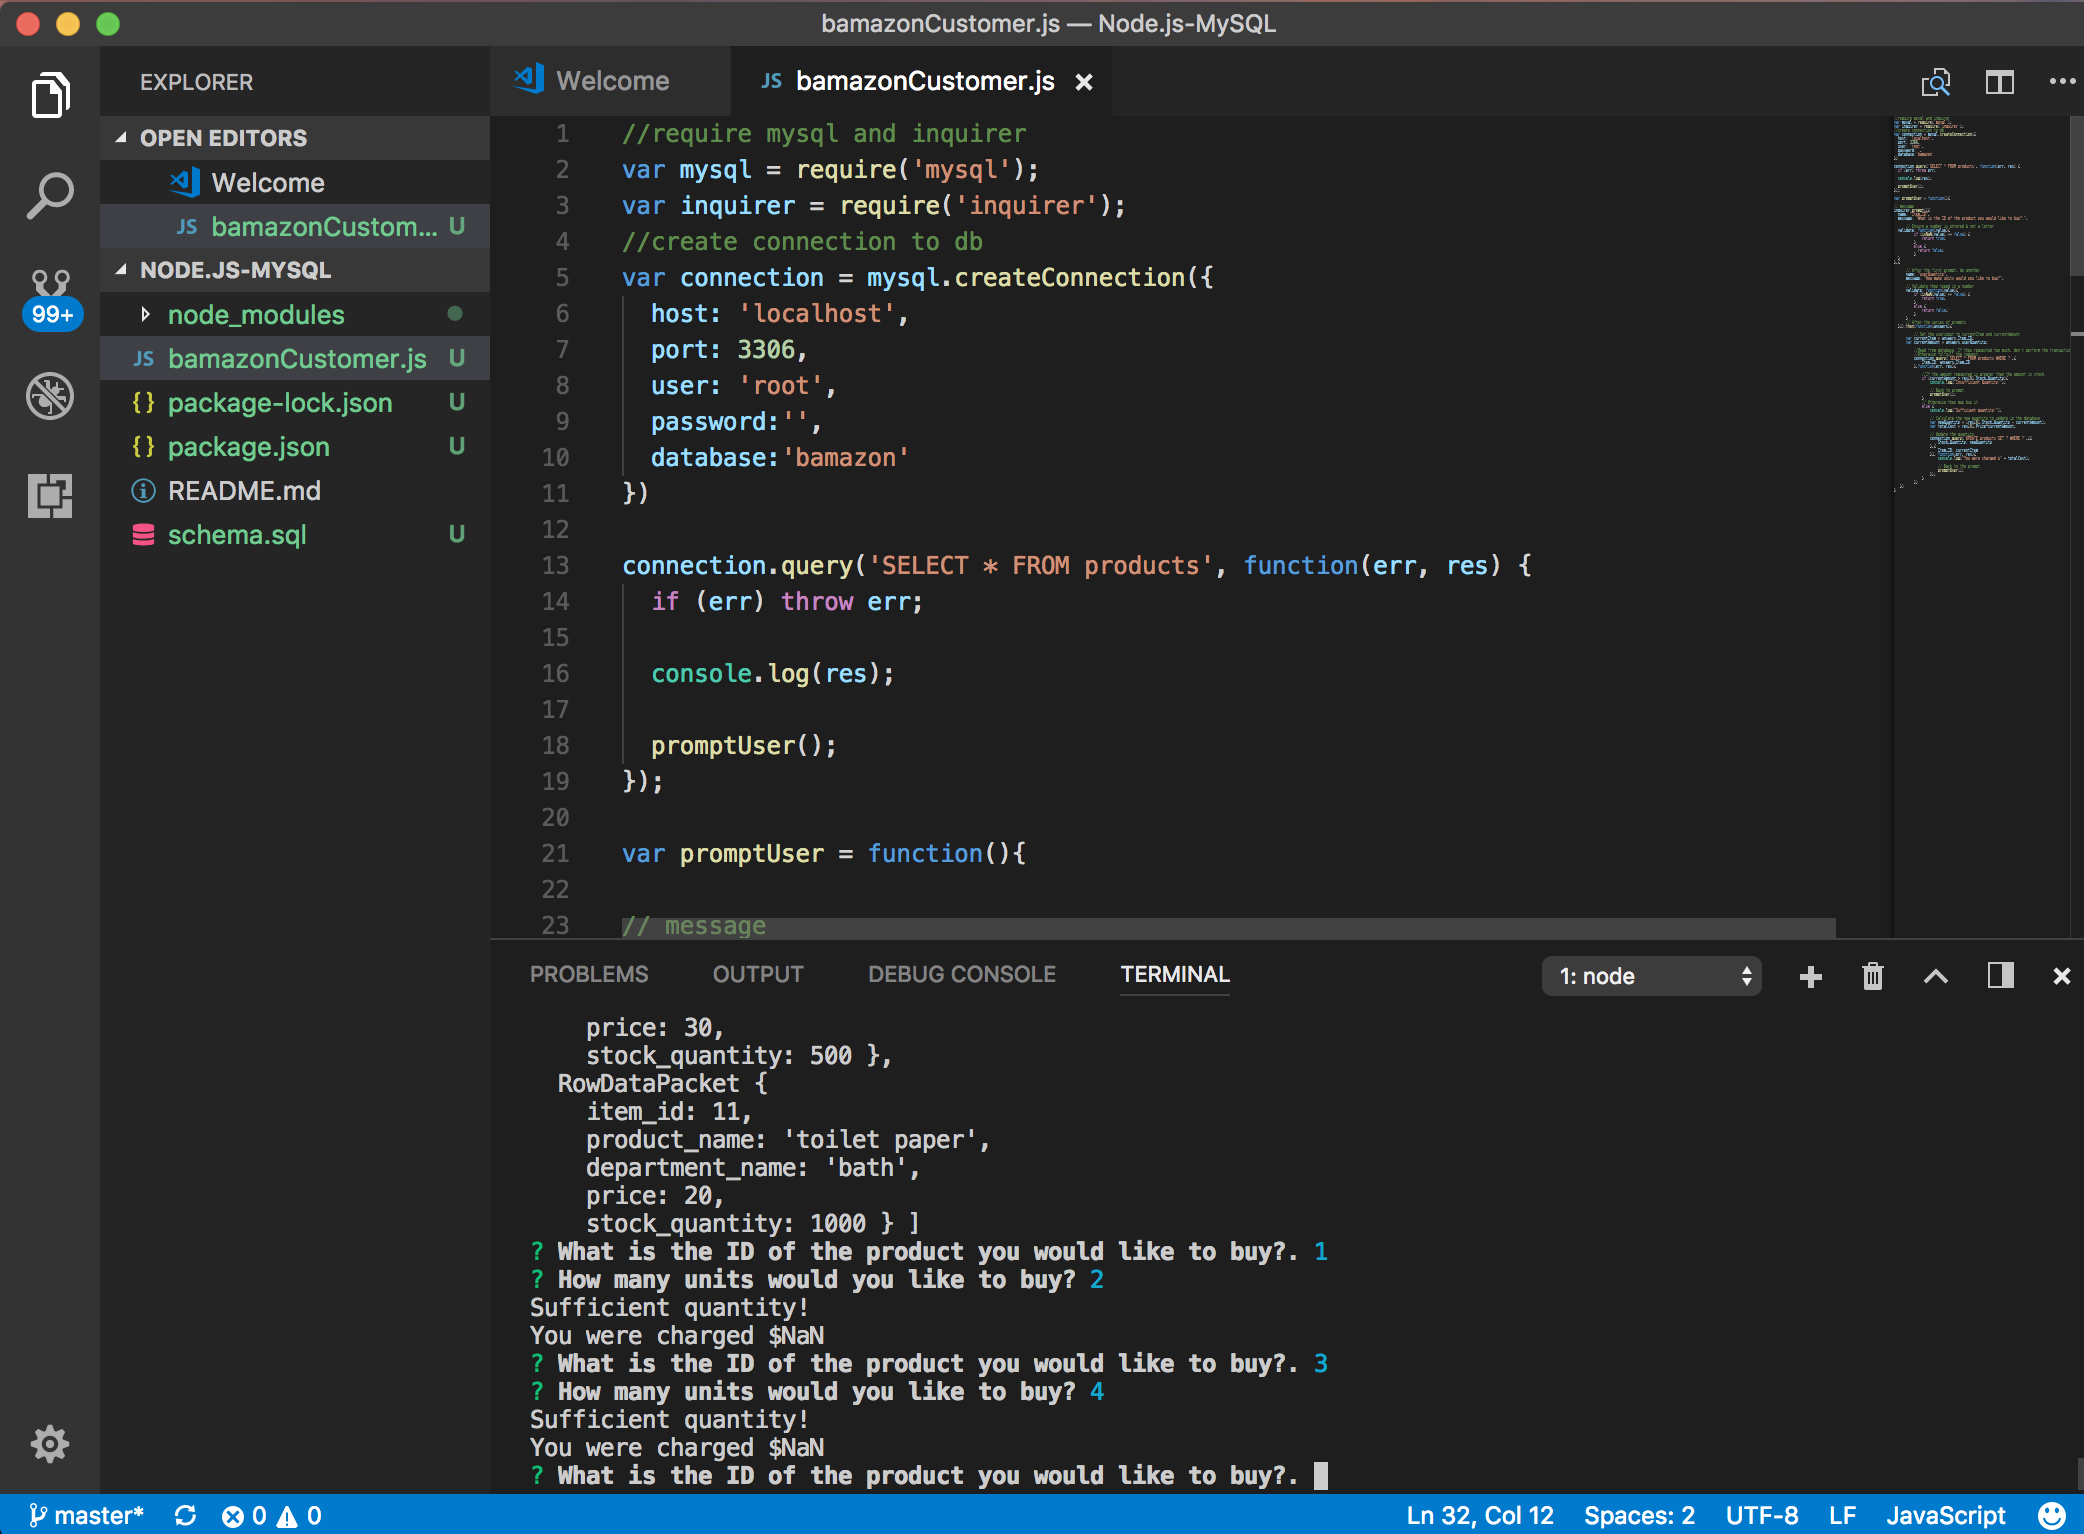 bamazonCustomer.js — Node.js-MySQL
EXPLORER
OPEN EDITORS
Welcome
JS bamazonCustom... U
NODE.JS-MYSQL
node_modules
JS bamazonCustomer.js U
{} package-lock.json U
{} package.json U
README.md
schema.sql U
99+
Welcome
JS bamazonCustomer.js ×
1 //require mysql and inquirer
2 var mysql = require('mysql');
3 var inquirer = require('inquirer');
4 //create connection to db
5 var connection = mysql.createConnection({
6 host: 'localhost',
7 port: 3306,
8 user: 'root',
9 password:'',
10 database:'bamazon'
11 })
12
13 connection.query('SELECT * FROM products', function(err, res) {
14 if (err) throw err;
15
16 console.log(res);
17
18 promptUser();
19 });
20
21 var promptUser = function(){
22
23 // message
PROBLEMS OUTPUT DEBUG CONSOLE TERMINAL 1: node
price: 30,
stock_quantity: 500 },
RowDataPacket {
item_id: 11,
product_name: 'toilet paper',
department_name: 'bath',
price: 20,
stock_quantity: 1000 } ]
? What is the ID of the product you would like to buy?. 1
? How many units would you like to buy? 2
Sufficient quantity!
You were charged $NaN
? What is the ID of the product you would like to buy?. 3
? How many units would you like to buy? 4
Sufficient quantity!
You were charged $NaN
? What is the ID of the product you would like to buy?.
master* 0 0 Ln 32, Col 12 Spaces: 2 UTF-8 LF JavaScript